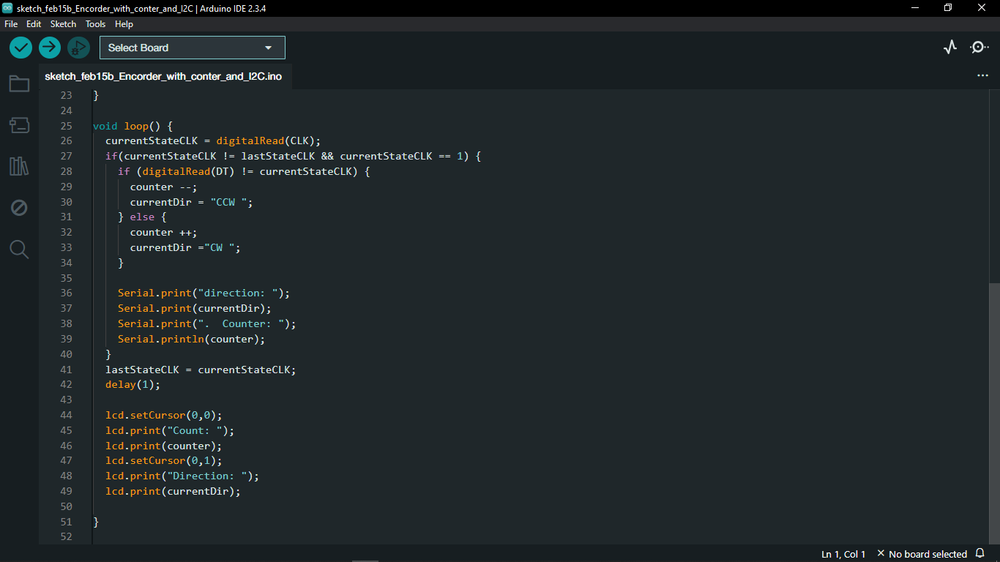 sketch_feb15b_Encorder_with_conter_and_I2C | Arduino IDE 2.3.4
File Edit Sketch Tools Help
Select Board
sketch_feb15b_Encorder_with_conter_and_I2C.ino
23 }
24
25 void loop() {
26   currentStateCLK = digitalRead(CLK);
27   if(currentStateCLK != lastStateCLK && currentStateCLK == 1) {
28     if (digitalRead(DT) != currentStateCLK) {
29       counter --;
30       currentDir = "CCW ";
31     } else {
32       counter ++;
33       currentDir ="CW ";
34     }
35
36     Serial.print("direction: ");
37     Serial.print(currentDir);
38     Serial.print(".  Counter: ");
39     Serial.println(counter);
40   }
41   lastStateCLK = currentStateCLK;
42   delay(1);
43
44   lcd.setCursor(0,0);
45   lcd.print("Count: ");
46   lcd.print(counter);
47   lcd.setCursor(0,1);
48   lcd.print("Direction: ");
49   lcd.print(currentDir);
50
51 }
52
Ln 1, Col 1 × No board selected